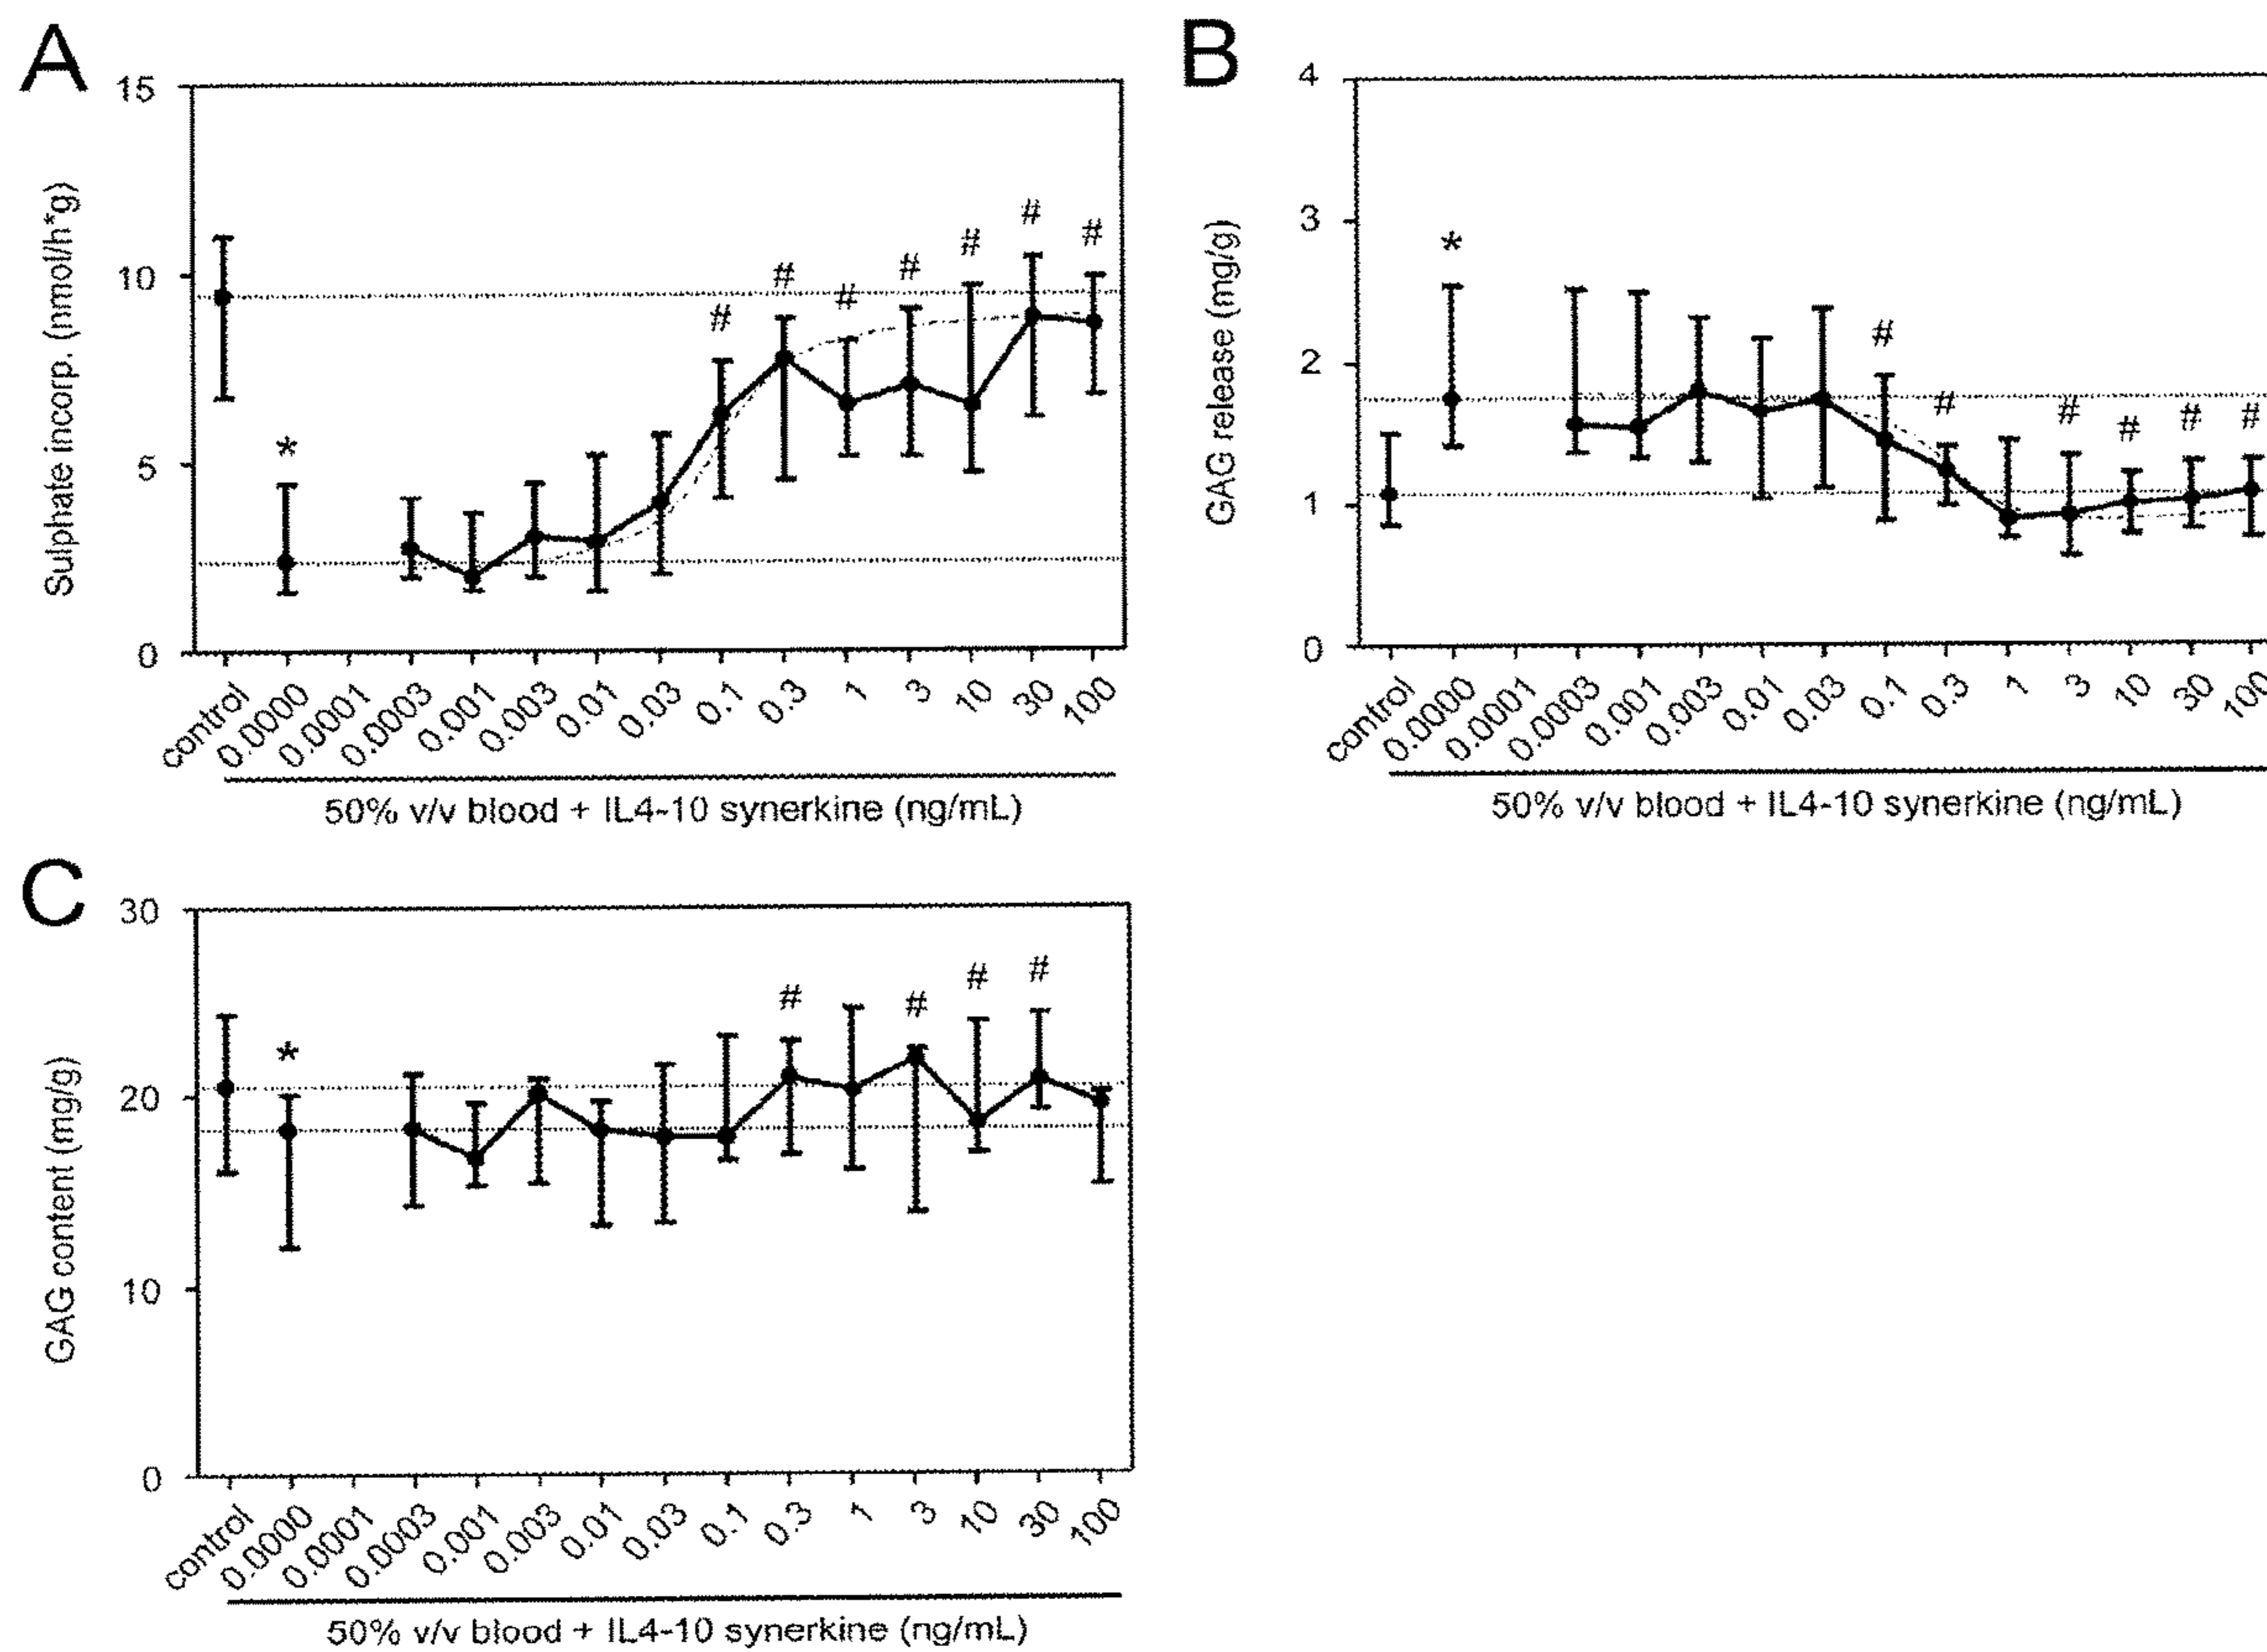 A
15
10
5
0
Sulphate incorp. (nmol/h*g)
*
# # # # # # #
control 0.0000 0.0001 0.0003 0.001 0.003 0.01 0.03 0.1 0.3 1 3 10 30 100
50% v/v blood + IL4-10 synerkine (ng/mL)
B
4
3
2
1
0
GAG release (mg/g)
*
# # # # # #
control 0.0000 0.0001 0.0003 0.001 0.003 0.01 0.03 0.1 0.3 1 3 10 30 100
50% v/v blood + IL4-10 synerkine (ng/mL)
C
30
20
10
0
GAG content (mg/g)
*
# # # #
control 0.0000 0.0001 0.0003 0.001 0.003 0.01 0.03 0.1 0.3 1 3 10 30 100
50% v/v blood + IL4-10 synerkine (ng/mL)